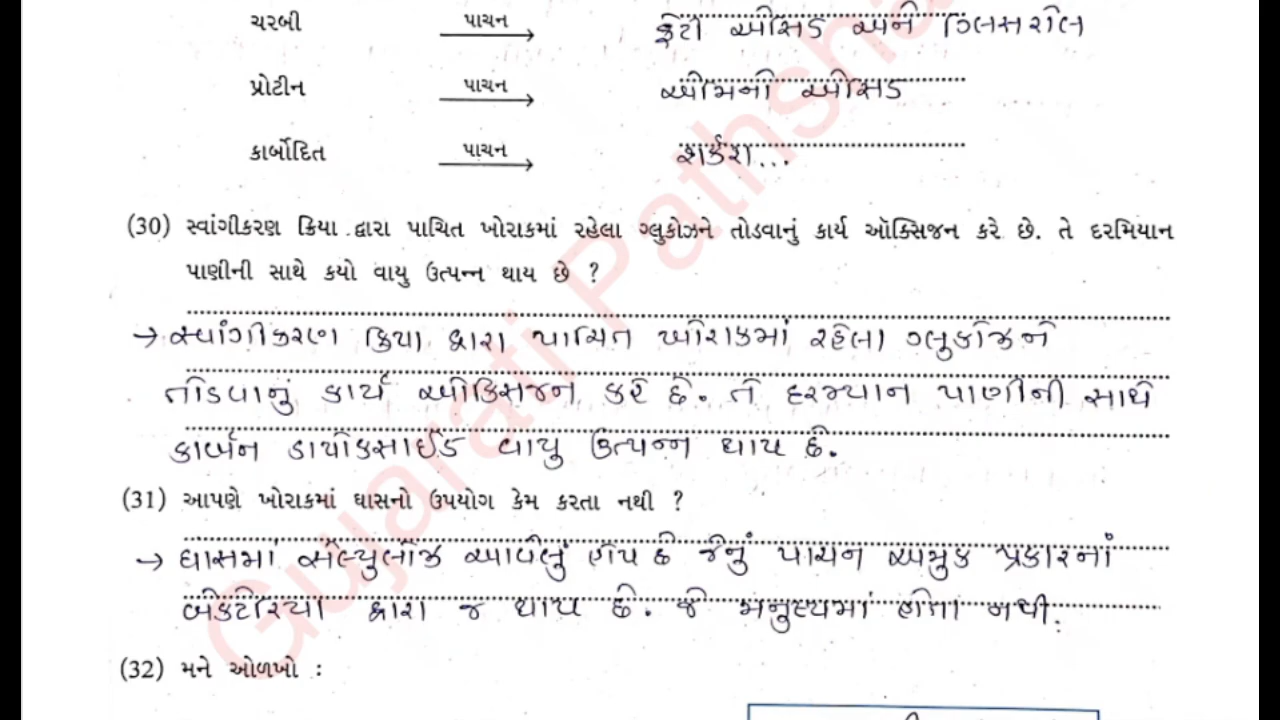 ચરબી પાચન ફેટી એસિડ અને ગ્લિસરોલ
પ્રોટીન પાચન એમિનો એસિડ
કાર્બોદિત પાચન શર્કરા...
(30) સ્વાંગીકરણ ક્રિયા દ્વારા પાચિત ખોરાકમાં રહેલા ગ્લુકોઝને તોડવાનું કાર્ય ઑક્સિજન કરે છે. તે દરમિયાન
પાણીની સાથે કયો વાયુ ઉત્પન્ન થાય છે ?
→ સ્વાંગીકરણ ક્રિયા દ્વારા પાચિત ખોરાકમાં રહેલા ગ્લુકોઝને
તોડવાનું કાર્ય ઓક્સિજન કરે છે. તે દરમ્યાન પાણીની સાથે
કાર્બન ડાયોક્સાઈડ વાયુ ઉત્પન્ન થાય છે.
(31) આપણે ખોરાકમાં ઘાસનો ઉપયોગ કેમ કરતા નથી ?
→ ઘાસમાં સેલ્યુલોઝ આવેલું હોય છે જેનું પાચન અમુક પ્રકારનાં
બેક્ટેરિયા દ્વારા જ થાય છે. જે મનુષ્યમાં હોતા નથી.
(32) મને ઓળખો :
Gujarati Pathsha